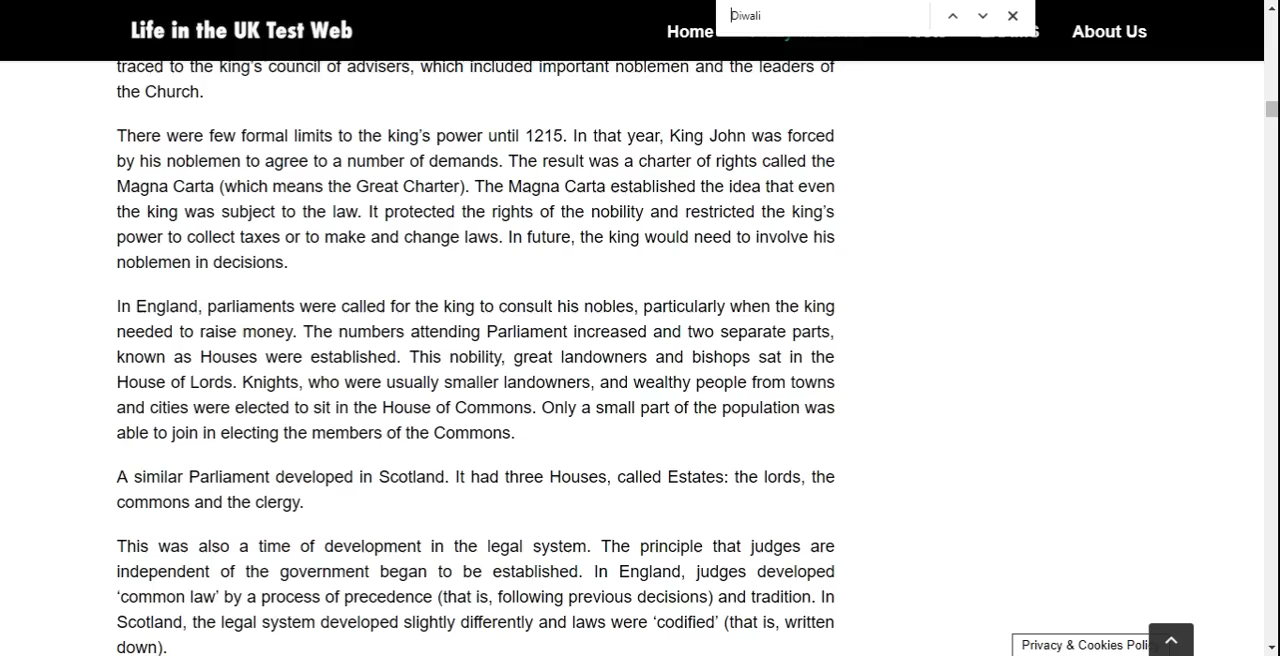 Diwali
Life in the UK Test Web
Home
About Us
traced to the king's council of advisers, which included important noblemen and the leaders of
the Church.
There were few formal limits to the king's power until 1215. In that year, King John was forced
by his noblemen to agree to a number of demands. The result was a charter of rights called the
Magna Carta (which means the Great Charter). The Magna Carta established the idea that even
the king was subject to the law. It protected the rights of the nobility and restricted the king's
power to collect taxes or to make and change laws. In future, the king would need to involve his
noblemen in decisions.
In England, parliaments were called for the king to consult his nobles, particularly when the king
needed to raise money. The numbers attending Parliament increased and two separate parts,
known as Houses were established. This nobility, great landowners and bishops sat in the
House of Lords. Knights, who were usually smaller landowners, and wealthy people from towns
and cities were elected to sit in the House of Commons. Only a small part of the population was
able to join in electing the members of the Commons.
A similar Parliament developed in Scotland. It had three Houses, called Estates: the lords, the
commons and the clergy.
This was also a time of development in the legal system. The principle that judges are
independent of the government began to be established. In England, judges developed
‘common law’ by a process of precedence (that is, following previous decisions) and tradition. In
Scotland, the legal system developed slightly differently and laws were ‘codified’ (that is, written
down).
Privacy & Cookies Poli